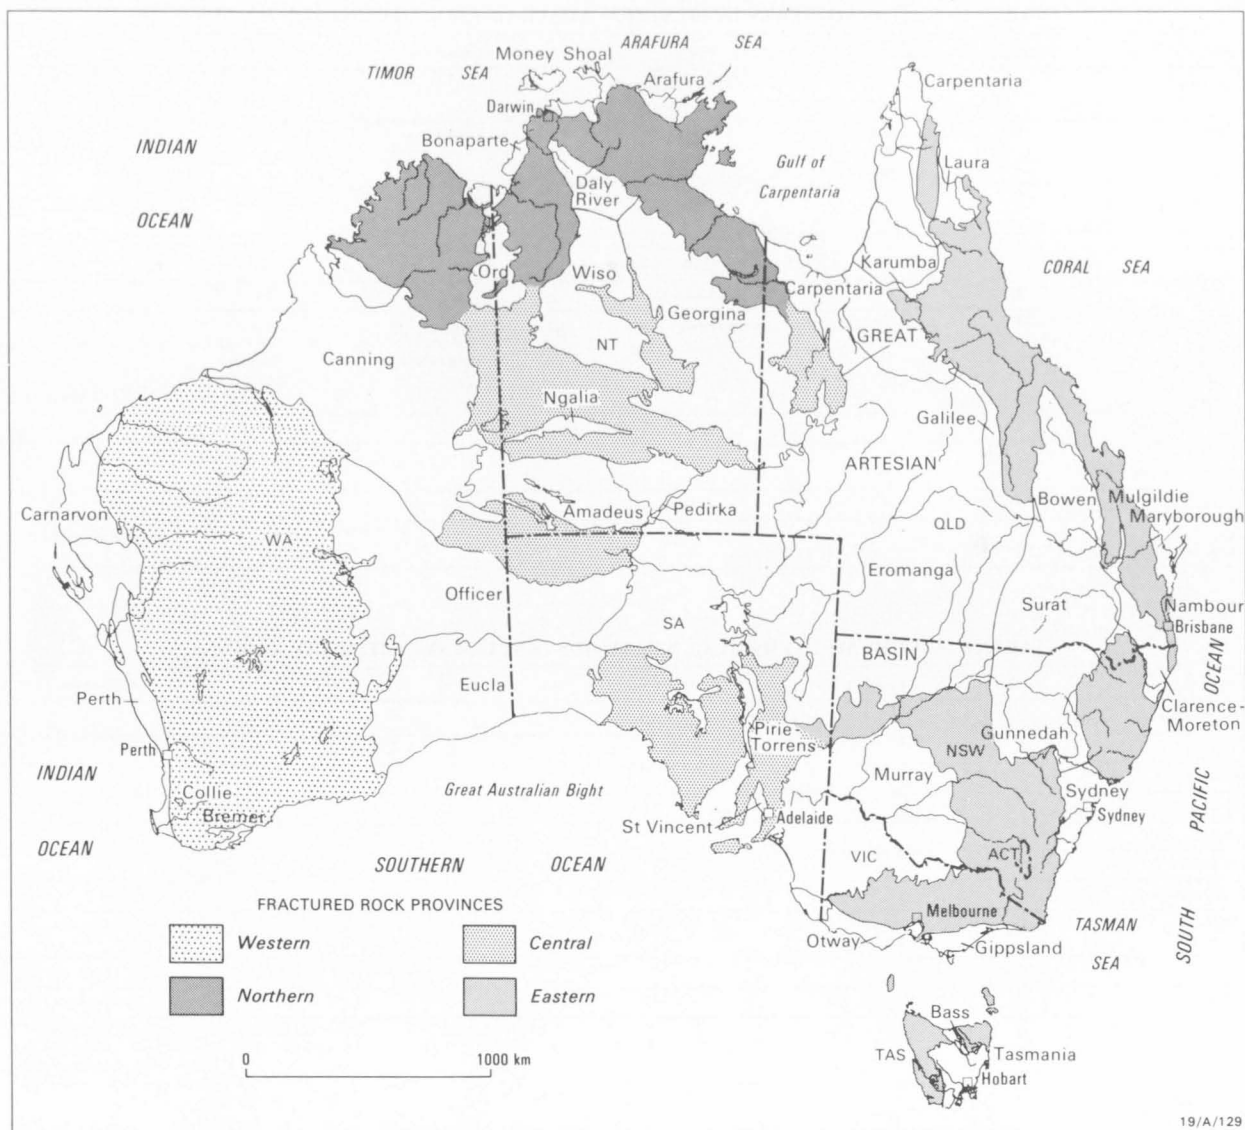 ARAFURA SEA
Money Shoal
TIMOR SEA
Arafura
Carpentaria
Darwin
Bonaparte
INDIAN
OCEAN
Gulf of
Carpentaria
Laura
Daly
River
Karumba
CORAL SEA
Ord
Wiso
Carpentaria
Georgina
GREAT
NT
Canning
Ngalia
Galilee
ARTESIAN
Bowen
Mulgildie
Maryborough
Carnarvon
WA
Amadeus
Pedirka
QLD
Eromanga
Officer
Surat
Nambour
Brisbane
SA
BASIN
Eucla
Perth
Clarence-
Moreton
Pirie-
Torrens
Gunnedah
NSW
Perth
INDIAN
OCEAN
Murray
Great Australian Bight
Collie
Bremer
Sydney
Sydney
St Vincent
Adelaide
SOUTH PACIFIC OCEAN
VIC
ACT
SOUTHERN OCEAN
FRACTURED ROCK PROVINCES
Western
Central
Northern
Eastern
Melbourne
Otway
Gippsland
TASMAN
SEA
Bass
TAS
Tasmania
Hobart
0 1000 km
19/A/129